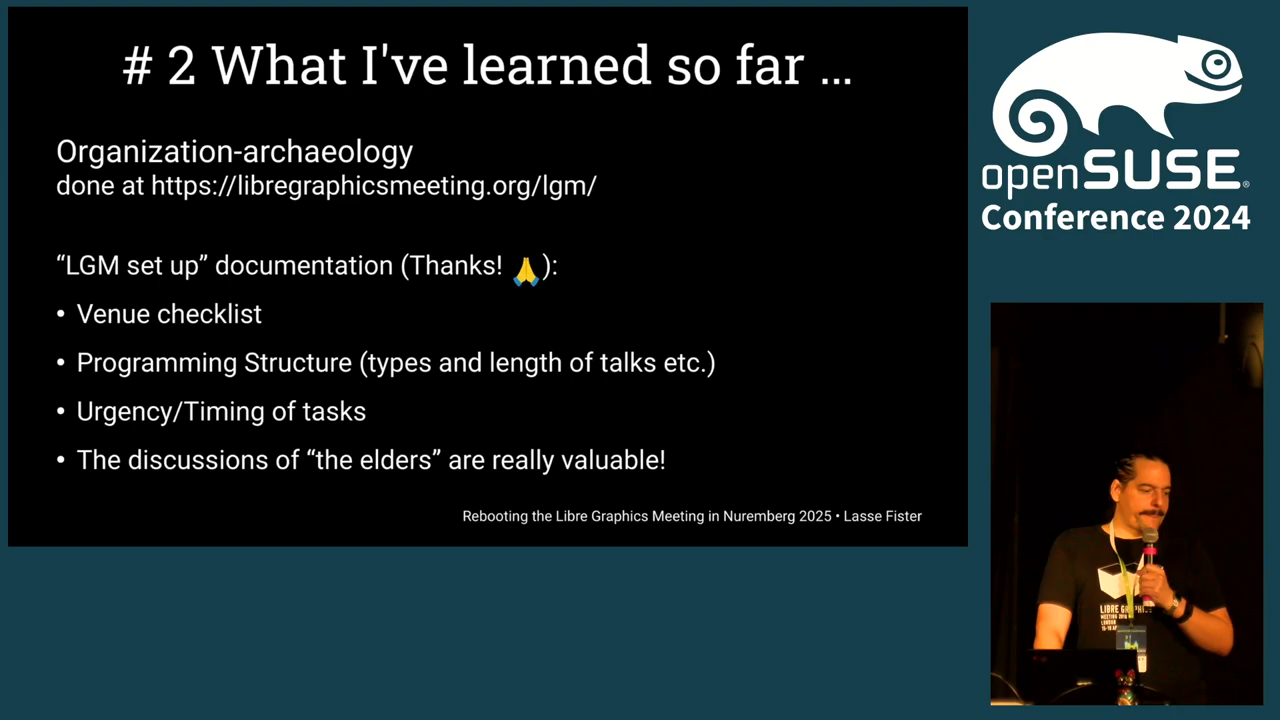 # 2 What I've learned so far ...
Organization-archaeology
done at https://libregraphicsmeeting.org/lgm/
“LGM set up” documentation (Thanks! 🙏):
• Venue checklist
• Programming Structure (types and length of talks etc.)
• Urgency/Timing of tasks
• The discussions of “the elders” are really valuable!
Rebooting the Libre Graphics Meeting in Nuremberg 2025 • Lasse Fister
openSUSE®
Conference 2024
LIBRE GRAPHICS
MEETING
LONDON